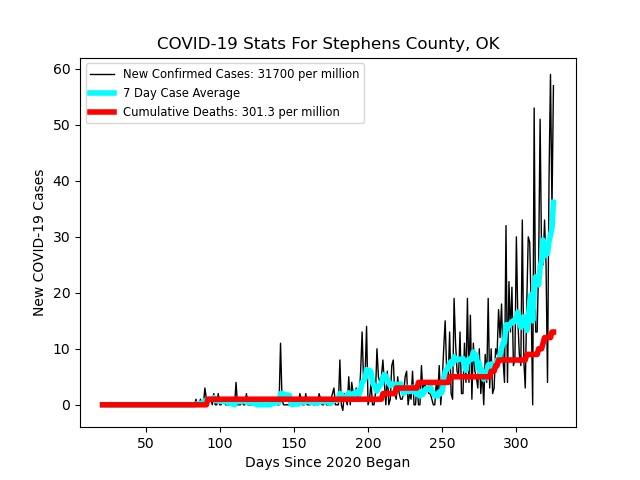 COVID-19 Stats For Stephens County, OK
New Confirmed Cases: 31700 per million
7 Day Case Average
Cumulative Deaths: 301.3 per million
New COVID-19 Cases
60
50
40
30
20
10
0
50
100
150
200
250
300
Days Since 2020 Began